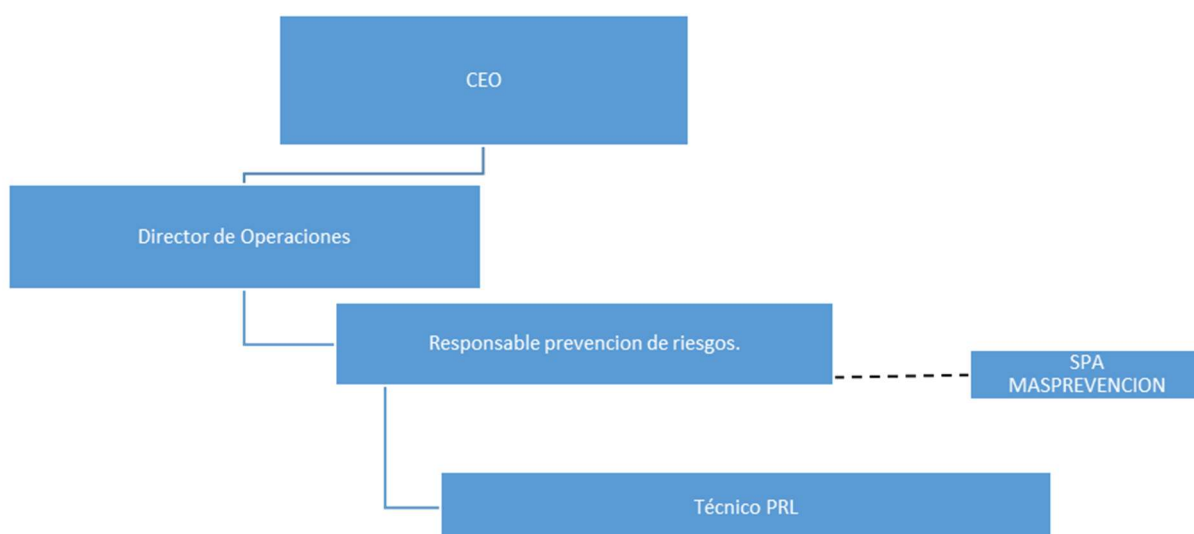 CEO
Director de Operaciones
Responsable prevencion de riesgos.
SPA
MASPREVENCION
Técnico PRL